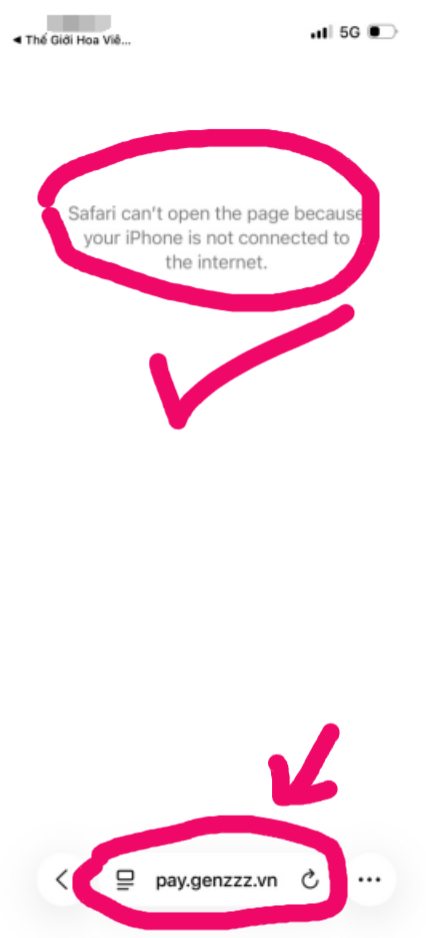 ◀ Thế Giới Hoa Viê...
5G
Safari can't open the page because
your iPhone is not connected to
the internet.
pay.genzzz.vn